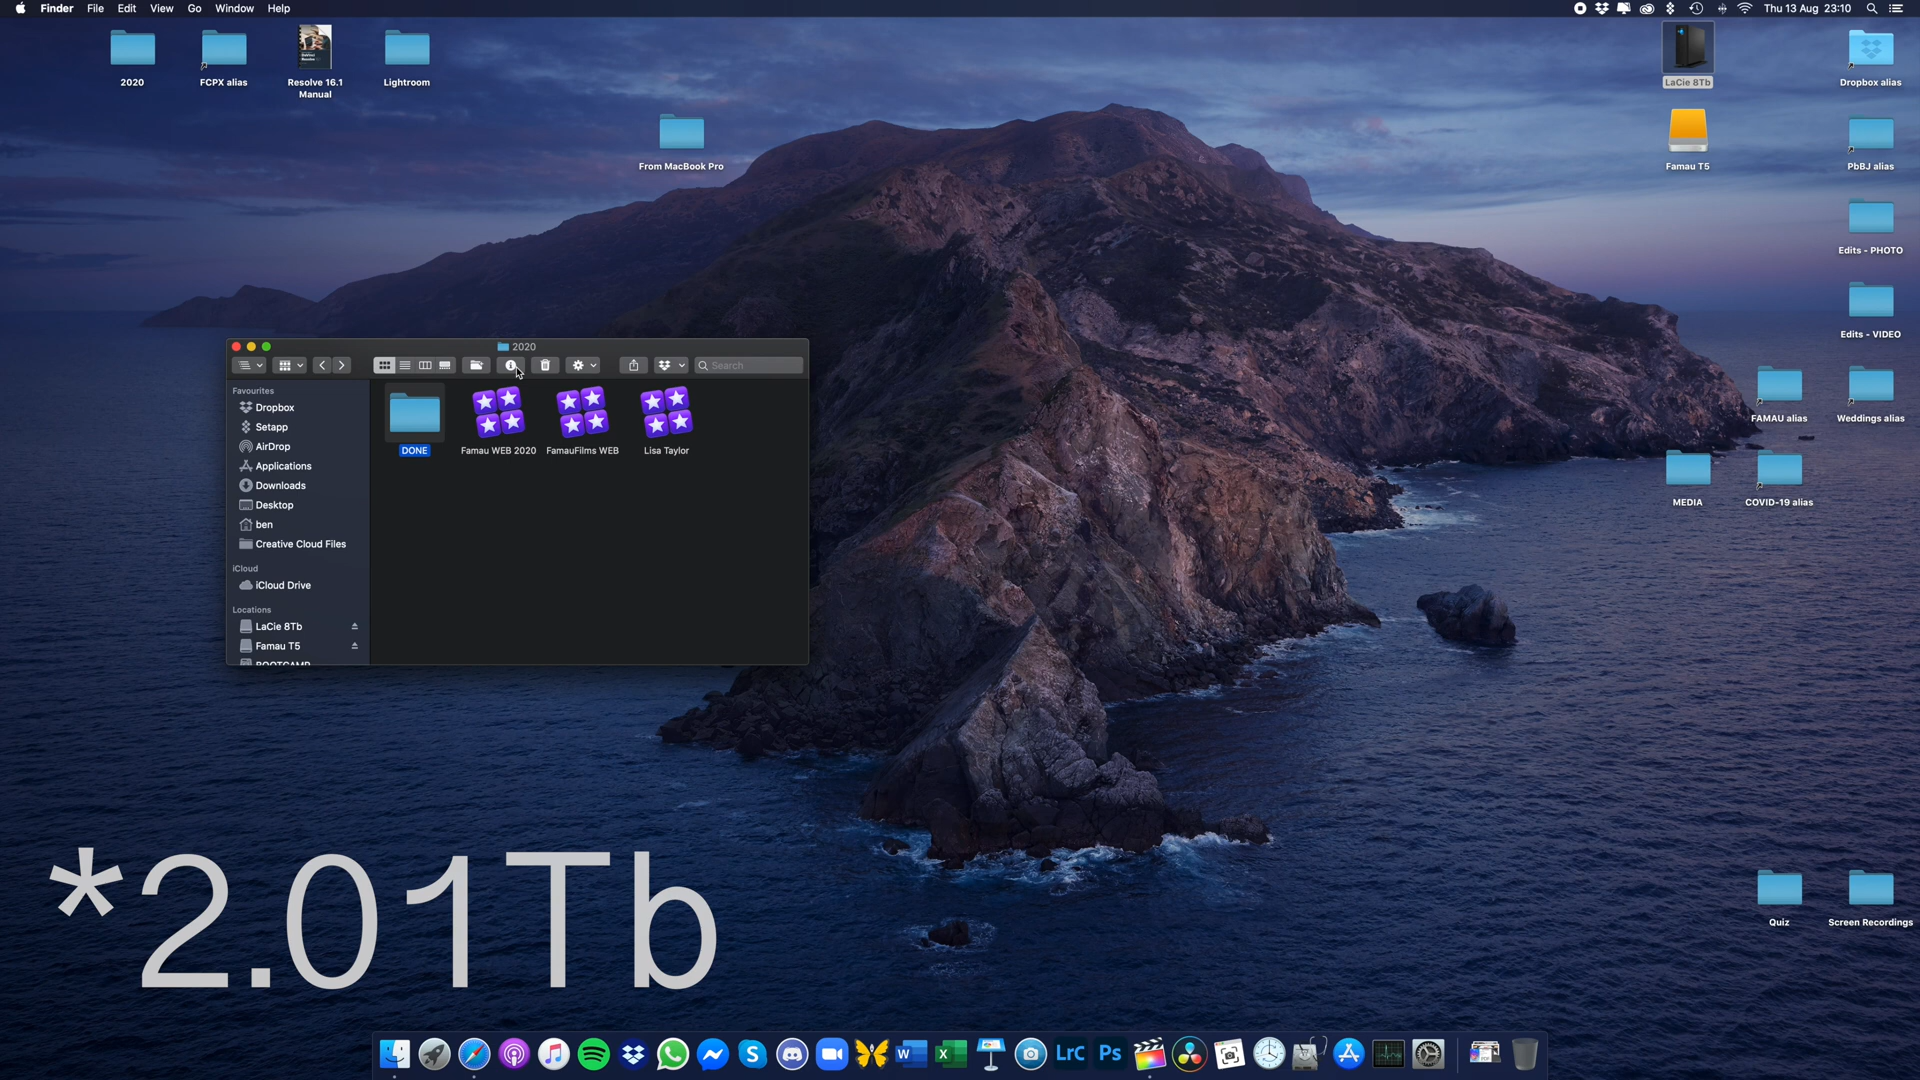 Finder File Edit View Go Window Help
Thu 13 Aug 23:10
2020
FCPX alias
Resolve 16.1
Manual
Lightroom
LaCie 8Tb
Dropbox alias
From MacBook Pro
Famau T5
PbBJ alias
Edits - PHOTO
Edits - VIDEO
FAMAU alias
Weddings alias
MEDIA
COVID-19 alias
2020
Search
Favourites
Dropbox
Setapp
AirDrop
Applications
Downloads
Desktop
ben
Creative Cloud Files
iCloud
iCloud Drive
Locations
LaCie 8Tb
Famau T5
BOOTCAMP
DONE
Famau WEB 2020
FamauFilms WEB
Lisa Taylor
*2.01Tb
Quiz
Screen Recordings
LrC
Ps